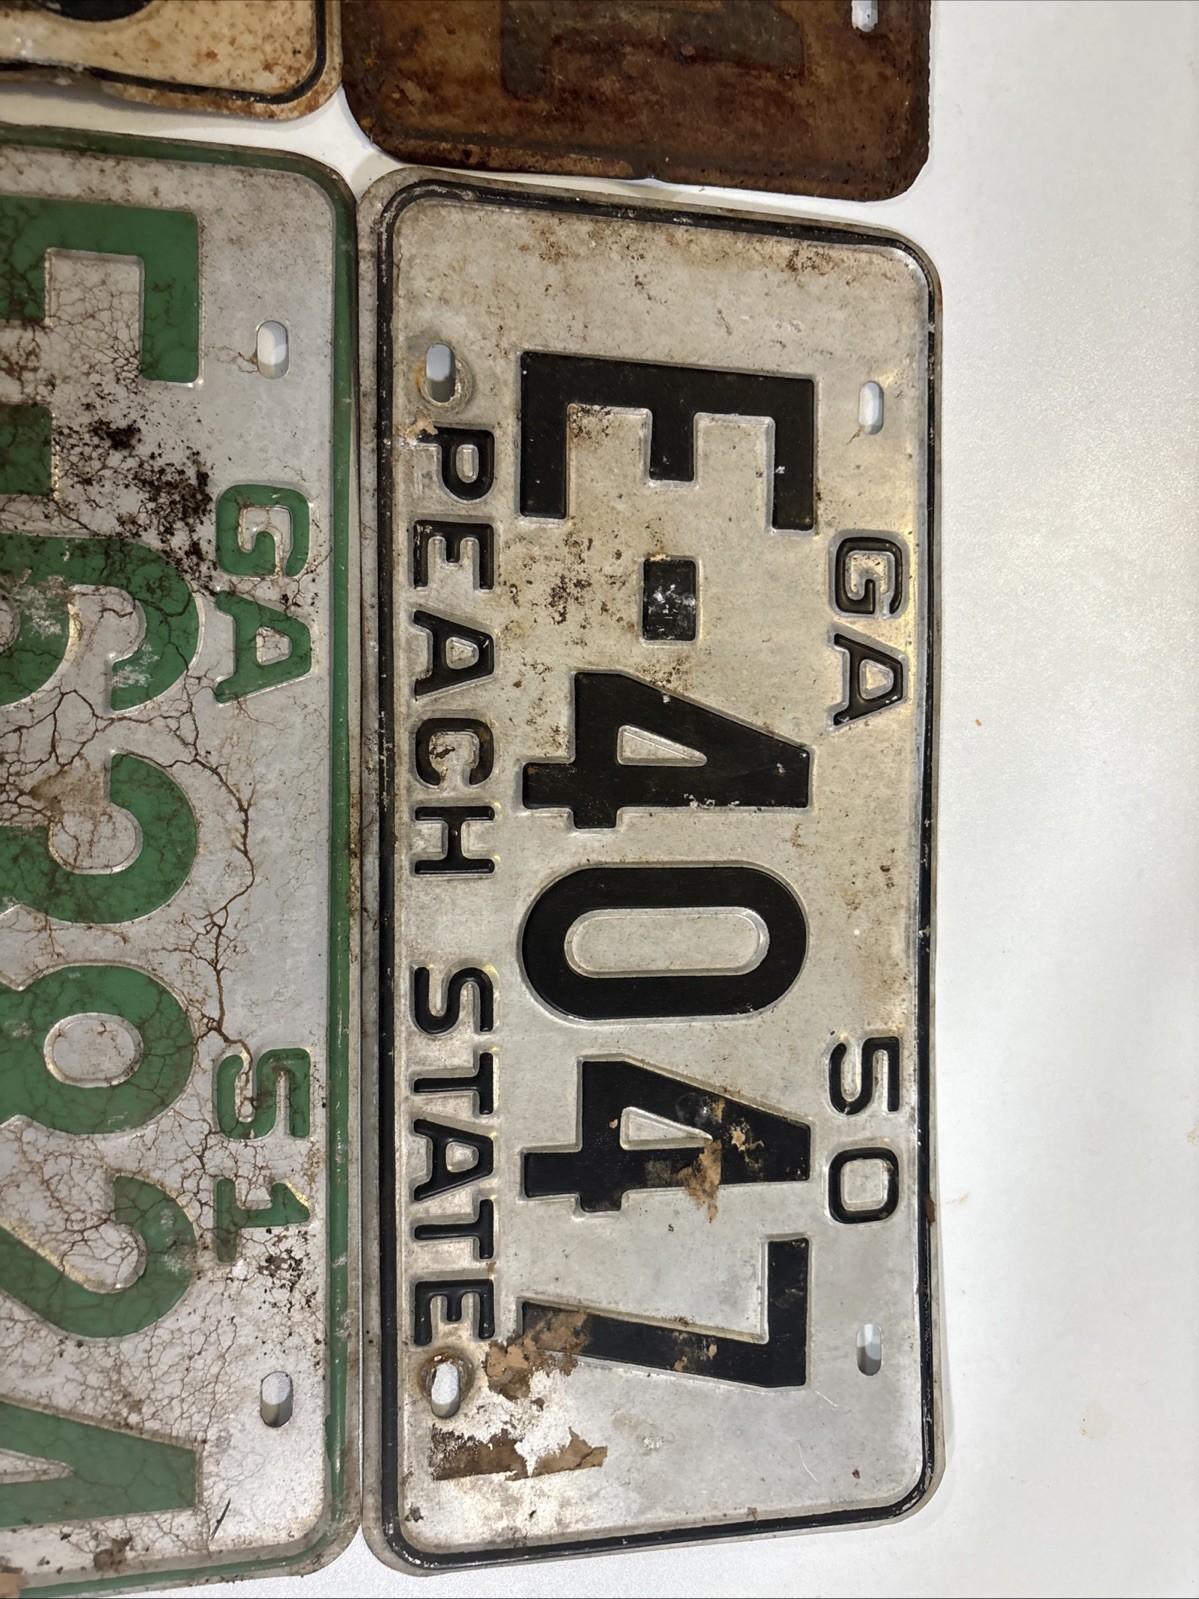 GA 50
E-4047
PEACH STATE
GA 51